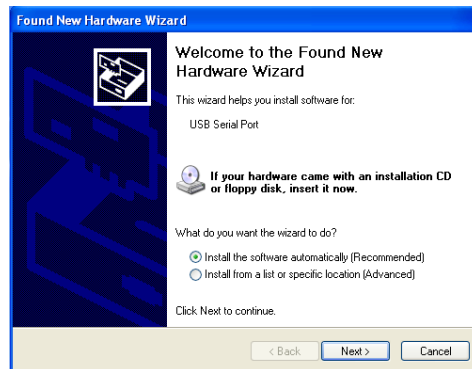 Found New Hardware Wizard
Welcome to the Found New
Hardware Wizard
This wizard helps you install software for:
USB Serial Port
If your hardware came with an installation CD
or floppy disk, insert it now.
What do you want the wizard to do?
Install the software automatically (Recommended)
Install from a list or specific location (Advanced)
Click Next to continue.
< Back
Next >
Cancel